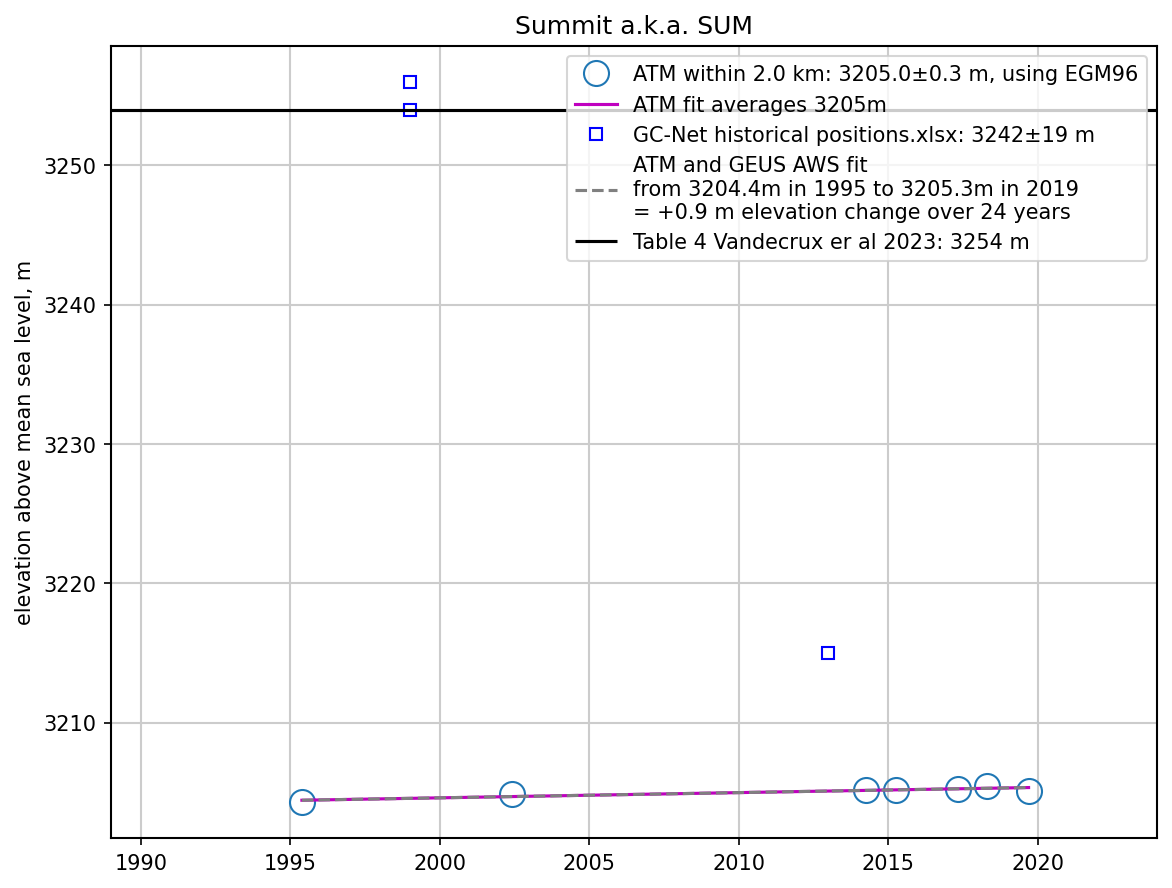 Summit a.k.a. SUM
ATM within 2.0 km: 3205.0±0.3 m, using EGM96
ATM fit averages 3205m
GC-Net historical positions.xlsx: 3242±19 m
ATM and GEUS AWS fit
from 3204.4m in 1995 to 3205.3m in 2019
= +0.9 m elevation change over 24 years
Table 4 Vandecrux er al 2023: 3254 m
elevation above mean sea level, m
3250
3240
3230
3220
3210
1990
1995
2000
2005
2010
2015
2020